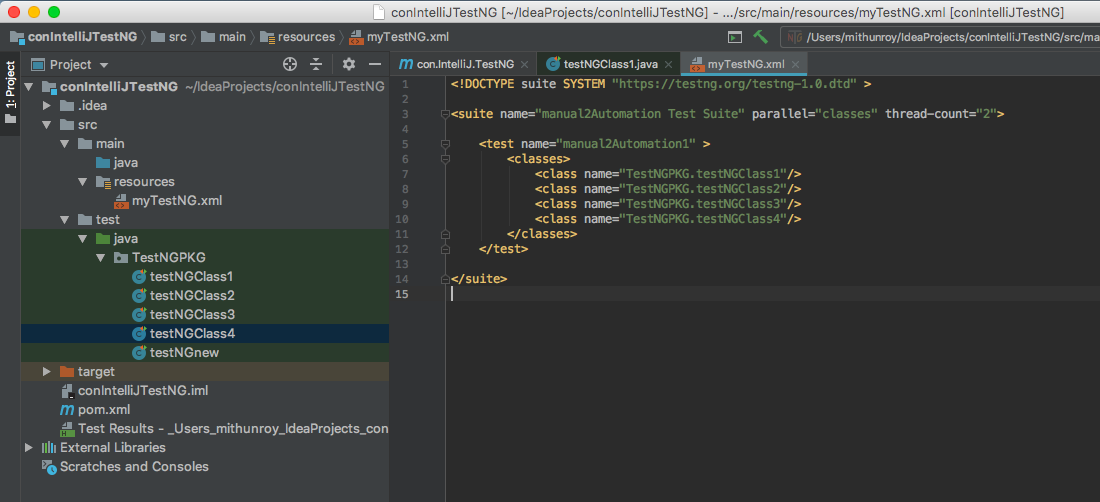 conIntelliJTestNG [~/IdeaProjects/conIntelliJTestNG] - .../src/main/resources/myTestNG.xml [conIntelliJTestNG]
conIntelliJTestNG src main resources myTestNG.xml /Users/mithunroy/IdeaProjects/conIntelliJTestNG/src/ma
1: Project
Project
conIntelliJTestNG ~/IdeaProjects/conIntelliJTestNG
.idea
src
main
java
resources
myTestNG.xml
test
java
TestNGPKG
testNGClass1
testNGClass2
testNGClass3
testNGClass4
testNGnew
target
conIntelliJTestNG.iml
pom.xml
Test Results - _Users_mithunroy_IdeaProjects_con
External Libraries
Scratches and Consoles
con.IntelliJ.TestNG testNGClass1.java myTestNG.xml
1 <!DOCTYPE suite SYSTEM "https://testng.org/testng-1.0.dtd" >
2
3 <suite name="manual2Automation Test Suite" parallel="classes" thread-count="2">
4
5 <test name="manual2Automation1" >
6 <classes>
7 <class name="TestNGPKG.testNGClass1"/>
8 <class name="TestNGPKG.testNGClass2"/>
9 <class name="TestNGPKG.testNGClass3"/>
10 <class name="TestNGPKG.testNGClass4"/>
11 </classes>
12 </test>
13
14 </suite>
15